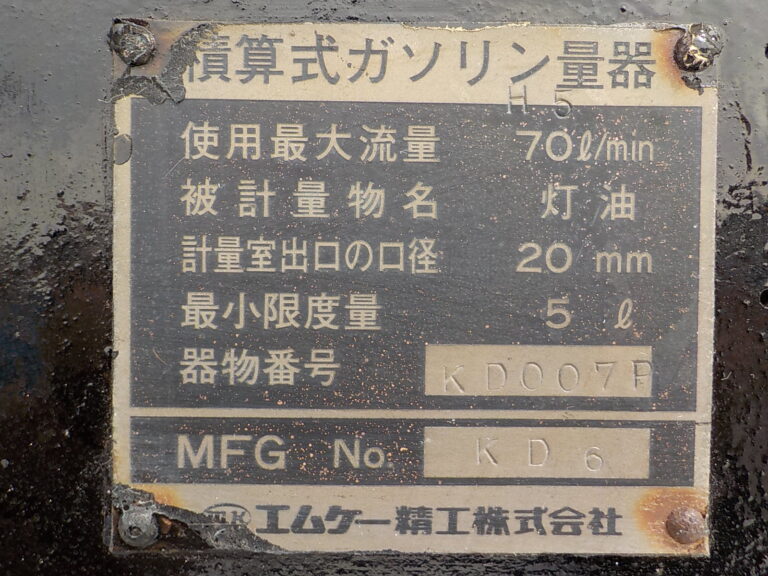 積算式ガソリン量器
H 5
使用最大流量 70ℓ/min
被計量物名 灯油
計量室出口の口径 20 mm
最小限度量 5 ℓ
器物番号 KD007P
MFG No. KD6
MK エムケー精工株式会社